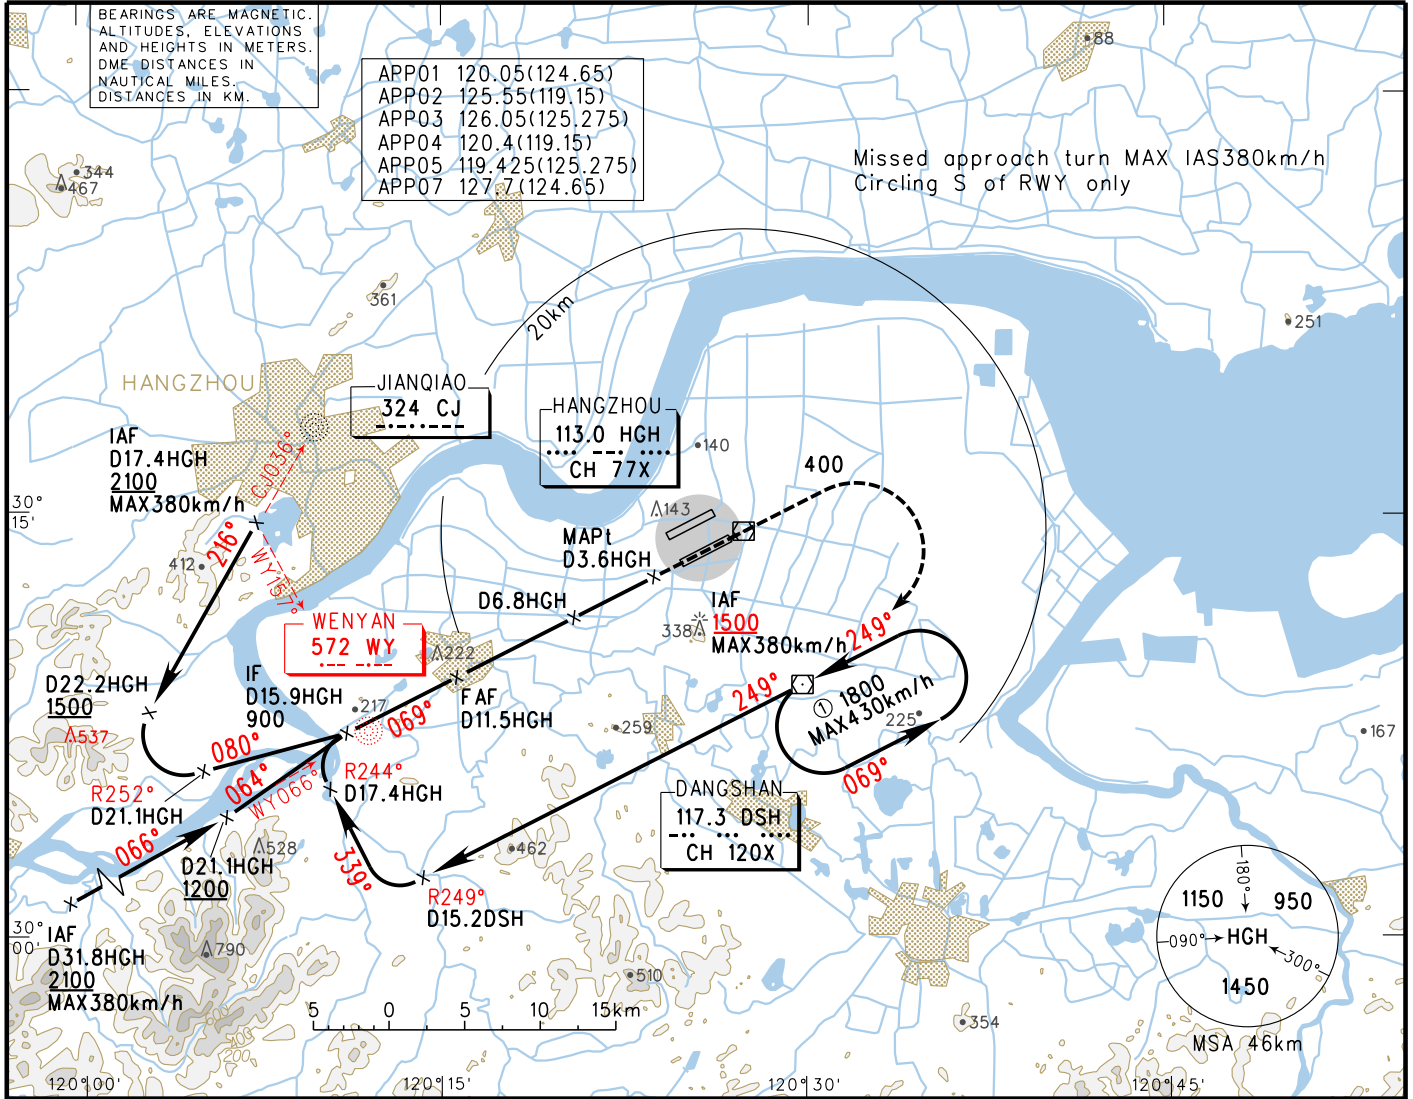 BEARINGS ARE MAGNETIC.
ALTITUDES, ELEVATIONS
AND HEIGHTS IN METERS.
DME DISTANCES IN
NAUTICAL MILES.
DISTANCES IN KM.
APP01 120.05(124.65)
APP02 125.55(119.15)
APP03 126.05(125.275)
APP04 120.4(119.15)
APP05 119.425(125.275)
APP07 127.7(124.65)
88
Missed approach turn MAX IAS380km/h
Circling S of RWY only
344
467
361
20km
251
HANGZHOU
JIANQIAO
324 CJ
HANGZHOU
113.0 HGH
CH 77X
140
IAF
D17.4HGH
2100
MAX380km/h
CJ036°
400
30°
15'
143
216°
WY157°
412
MAPt
D3.6HGH
D6.8HGH
WENYAN
572 WY
222
338
IAF
1500
MAX380km/h
249°
D22.2HGH
1500
537
IF
D15.9HGH
900
217
069°
FAF
D11.5HGH
249°
① 1800
MAX430km/h
225
259
167
080°
064°
WY066°
R244°
D17.4HGH
069°
R252°
D21.1HGH
066°
D21.1HGH
1200
528
339°
462
R249°
D15.2DSH
DANGSHAN
117.3 DSH
CH 120X
30°
00'
IAF
D31.8HGH
2100
MAX380km/h
790
510
354
180°
1150
950
090°
HGH
300°
1450
MSA 46km
5 0 5 10 15km
400
200
120°00'
120°15'
120°30'
120°45'